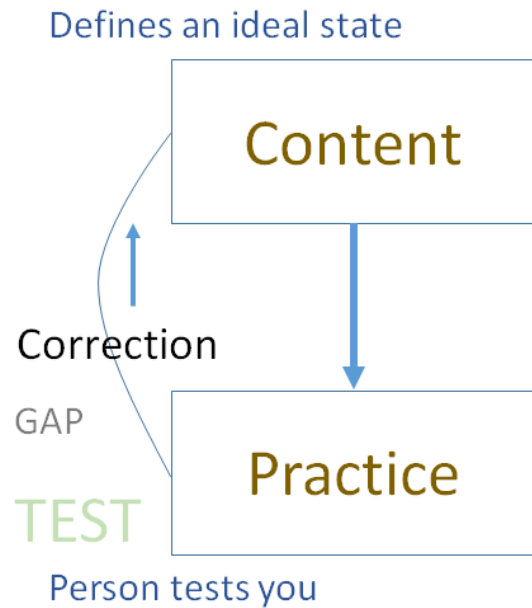 Defines an ideal state
Content
Correction
GAP
Practice
TEST
Person tests you